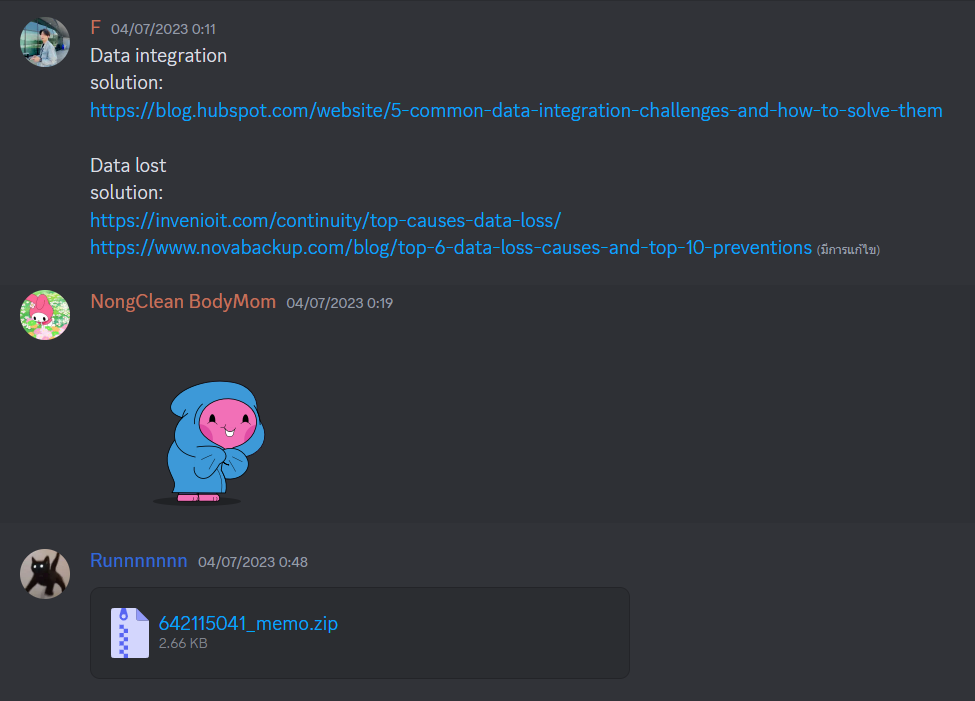 F 04/07/2023 0:11
Data integration
solution:
https://blog.hubspot.com/website/5-common-data-integration-challenges-and-how-to-solve-them
Data lost
solution:
https://invenioit.com/continuity/top-causes-data-loss/
https://www.novabackup.com/blog/top-6-data-loss-causes-and-top-10-preventions (มีการแก้ไข)
NongClean BodyMom 04/07/2023 0:19
Runnnnnnn 04/07/2023 0:48
642115041_memo.zip
2.66 KB